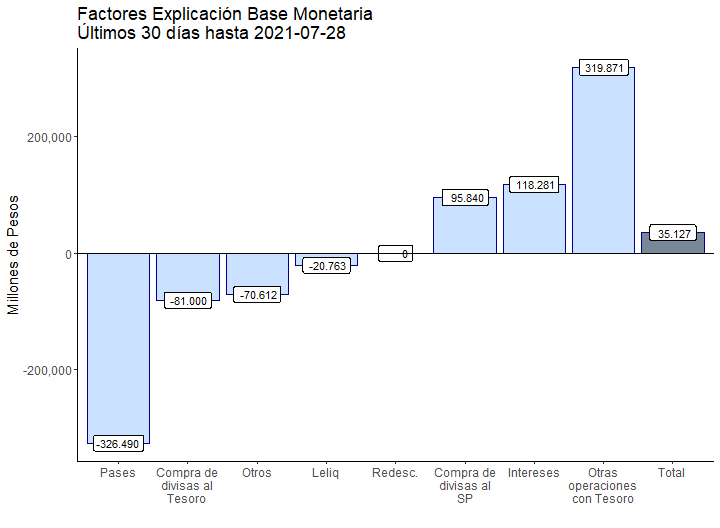 Factores Explicación Base Monetaria
Últimos 30 días hasta 2021-07-28
Millones de Pesos
200,000
0
-200,000
-326.490
-81.000
-70.612
-20.763
0
95.840
118.281
319.871
35.127
Pases
Compra de
divisas al
Tesoro
Otros
Leliq
Redesc.
Compra de
divisas al
SP
Intereses
Otras
operaciones
con Tesoro
Total